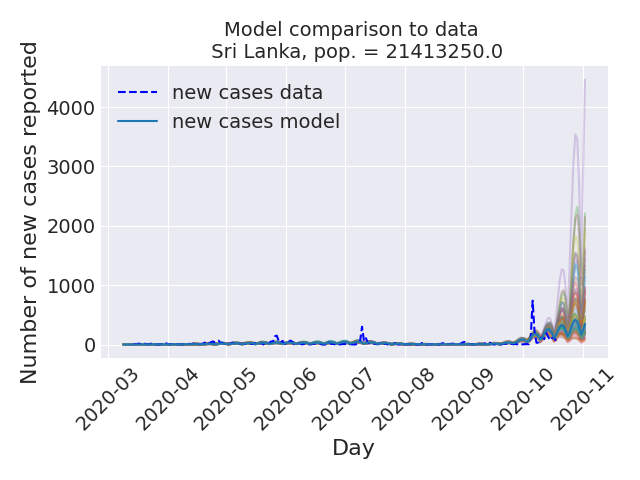 Model comparison to data
Sri Lanka, pop. = 21413250.0
Number of new cases reported
new cases data
new cases model
4000
3000
2000
1000
0
2020-03
2020-04
2020-05
2020-06
2020-07
2020-08
2020-09
2020-10
2020-11
Day